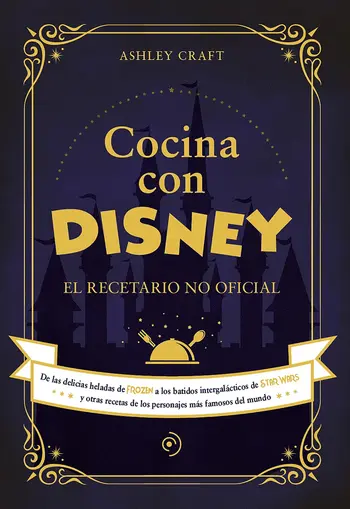 ASHLEY CRAFT
Cocina
con
DISNEY
EL RECETARIO NO OFICIAL
De las delicias heladas de FROZEN a los batidos intergalácticos de STAR WARS
y otras recetas de los personajes más famosos del mundo